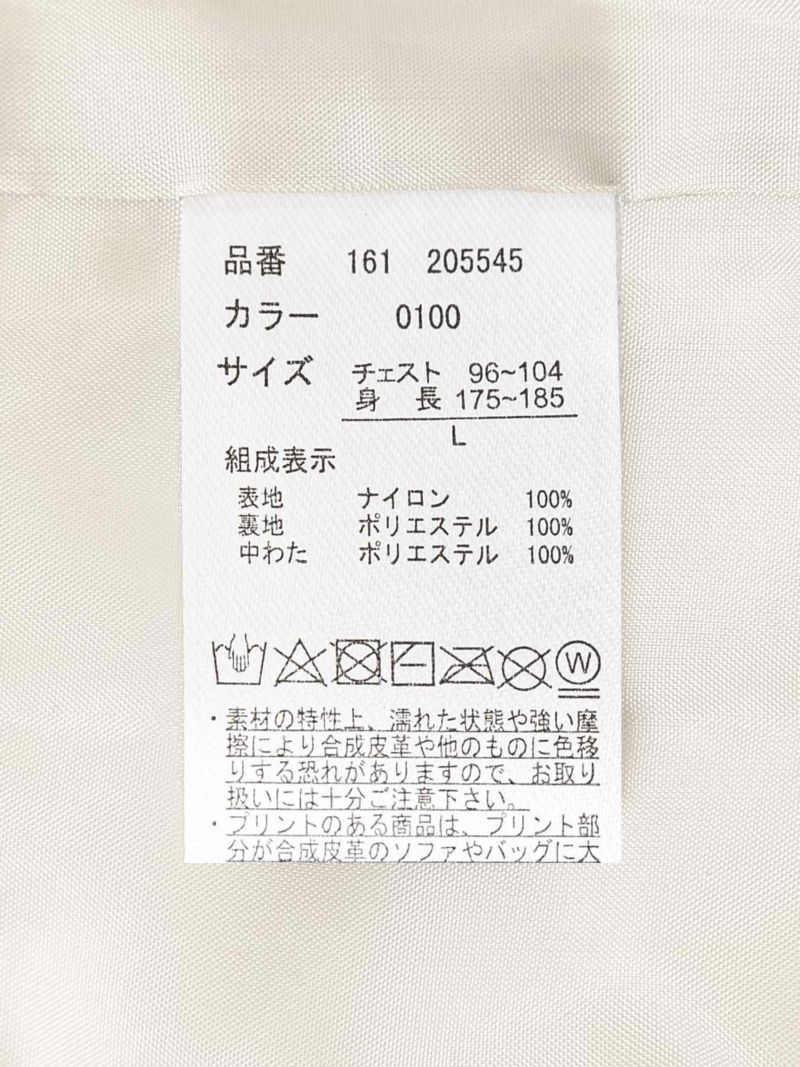 品番 161 205545
カラー 0100
サイズ チェスト 96~104
身長 175~185
L
組成表示
表地 ナイロン 100%
裏地 ポリエステル 100%
中わた ポリエステル 100%
W
・素材の特性上、濡れた状態や強い摩
擦により合成皮革や他のものに色移
りする恐れがありますので、お取り
扱いには十分ご注意下さい。
・プリントのある商品は、プリント部
分が合成皮革のソファやバッグに大